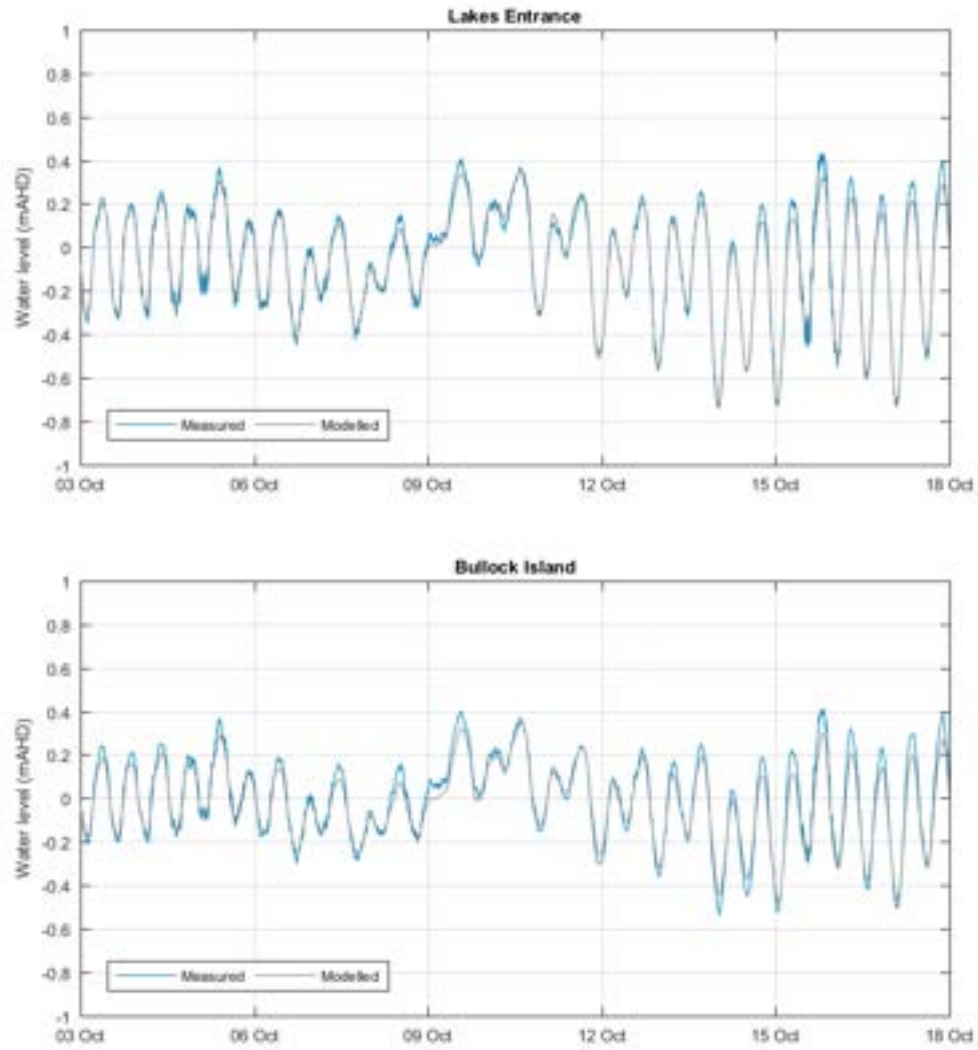 Lakes Entrance
1
0.8
0.6
0.4
0.2
0
-0.2
-0.4
-0.6
-0.8
-1
Water level (mAHD)
Measured Modelled
03 Oct 06 Oct 09 Oct 12 Oct 15 Oct 18 Oct
Bullock Island
1
0.8
0.6
0.4
0.2
0
-0.2
-0.4
-0.6
-0.8
-1
Water level (mAHD)
Measured Modelled
03 Oct 06 Oct 09 Oct 12 Oct 15 Oct 18 Oct